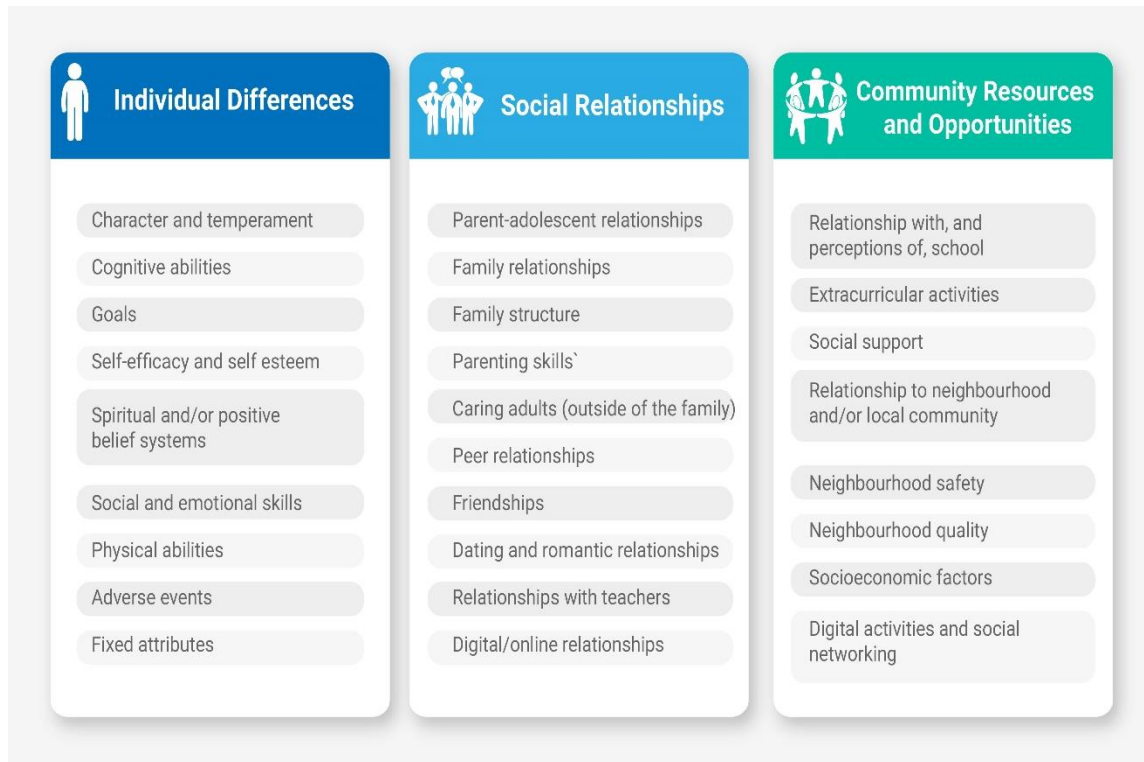 Individual Differences
Character and temperament
Cognitive abilities
Goals
Self-efficacy and self esteem
Spiritual and/or positive
belief systems
Social and emotional skills
Physical abilities
Adverse events
Fixed attributes
Social Relationships
Parent-adolescent relationships
Family relationships
Family structure
Parenting skills`
Caring adults (outside of the family)
Peer relationships
Friendships
Dating and romantic relationships
Relationships with teachers
Digital/online relationships
Community Resources
and Opportunities
Relationship with, and
perceptions of, school
Extracurricular activities
Social support
Relationship to neighbourhood
and/or local community
Neighbourhood safety
Neighbourhood quality
Socioeconomic factors
Digital activities and social
networking